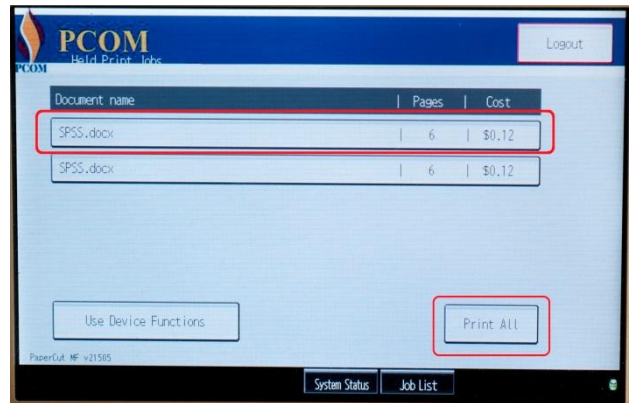 PCOM
Logout
PCOM
Held Print Jobs
Document name | Pages | Cost
SPSS.docx | 6 | $0.12
SPSS.docx | 6 | $0.12
Use Device Functions
Print All
PaperCut MF v21505
System Status Job List